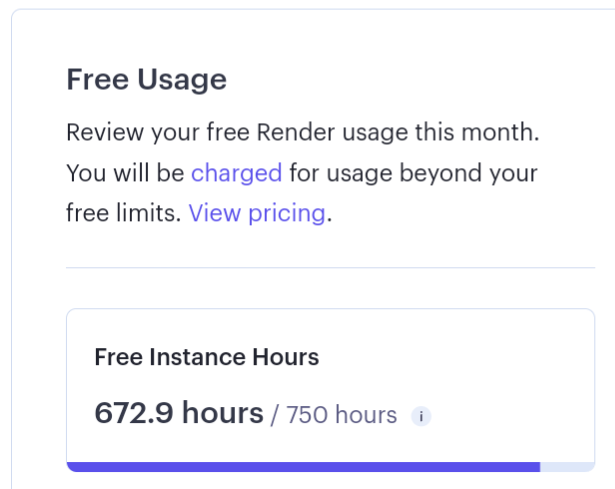 Free Usage
Review your free Render usage this month.
You will be charged for usage beyond your
free limits. View pricing.
Free Instance Hours
672.9 hours / 750 hours i